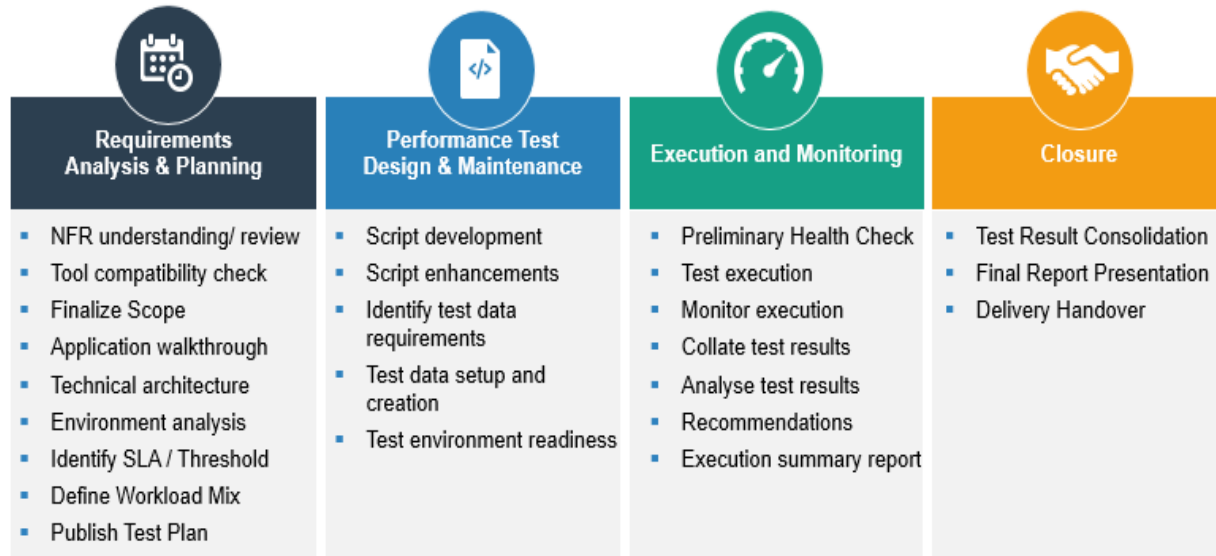 Requirements
Analysis & Planning
NFR understanding/ review
Tool compatibility check
Finalize Scope
Application walkthrough
Technical architecture
Environment analysis
Identify SLA / Threshold
Define Workload Mix
Publish Test Plan
</>
Performance Test
Design & Maintenance
Script development
Script enhancements
Identify test data
requirements
Test data setup and
creation
Test environment readiness
Execution and Monitoring
Preliminary Health Check
Test execution
Monitor execution
Collate test results
Analyse test results
Recommendations
Execution summary report
Closure
Test Result Consolidation
Final Report Presentation
Delivery Handover